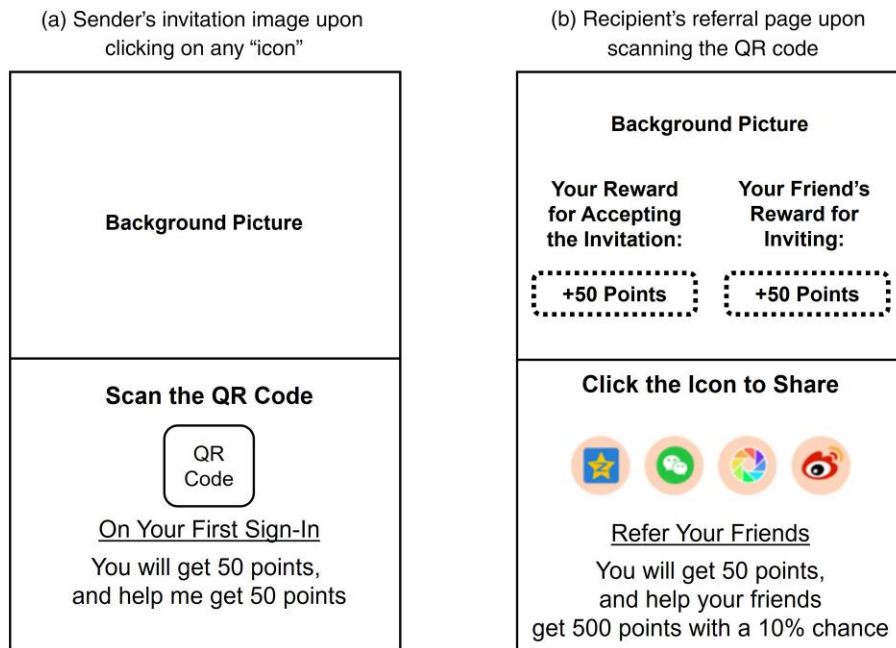 (a) Sender’s invitation image upon
clicking on any “icon”
Background Picture
Scan the QR Code
QR
Code
On Your First Sign-In
You will get 50 points,
and help me get 50 points
(b) Recipient’s referral page upon
scanning the QR code
Background Picture
Your Reward
for Accepting
the Invitation:
+50 Points
Your Friend’s
Reward for
Inviting:
+50 Points
Click the Icon to Share
Refer Your Friends
You will get 50 points,
and help your friends
get 500 points with a 10% chance